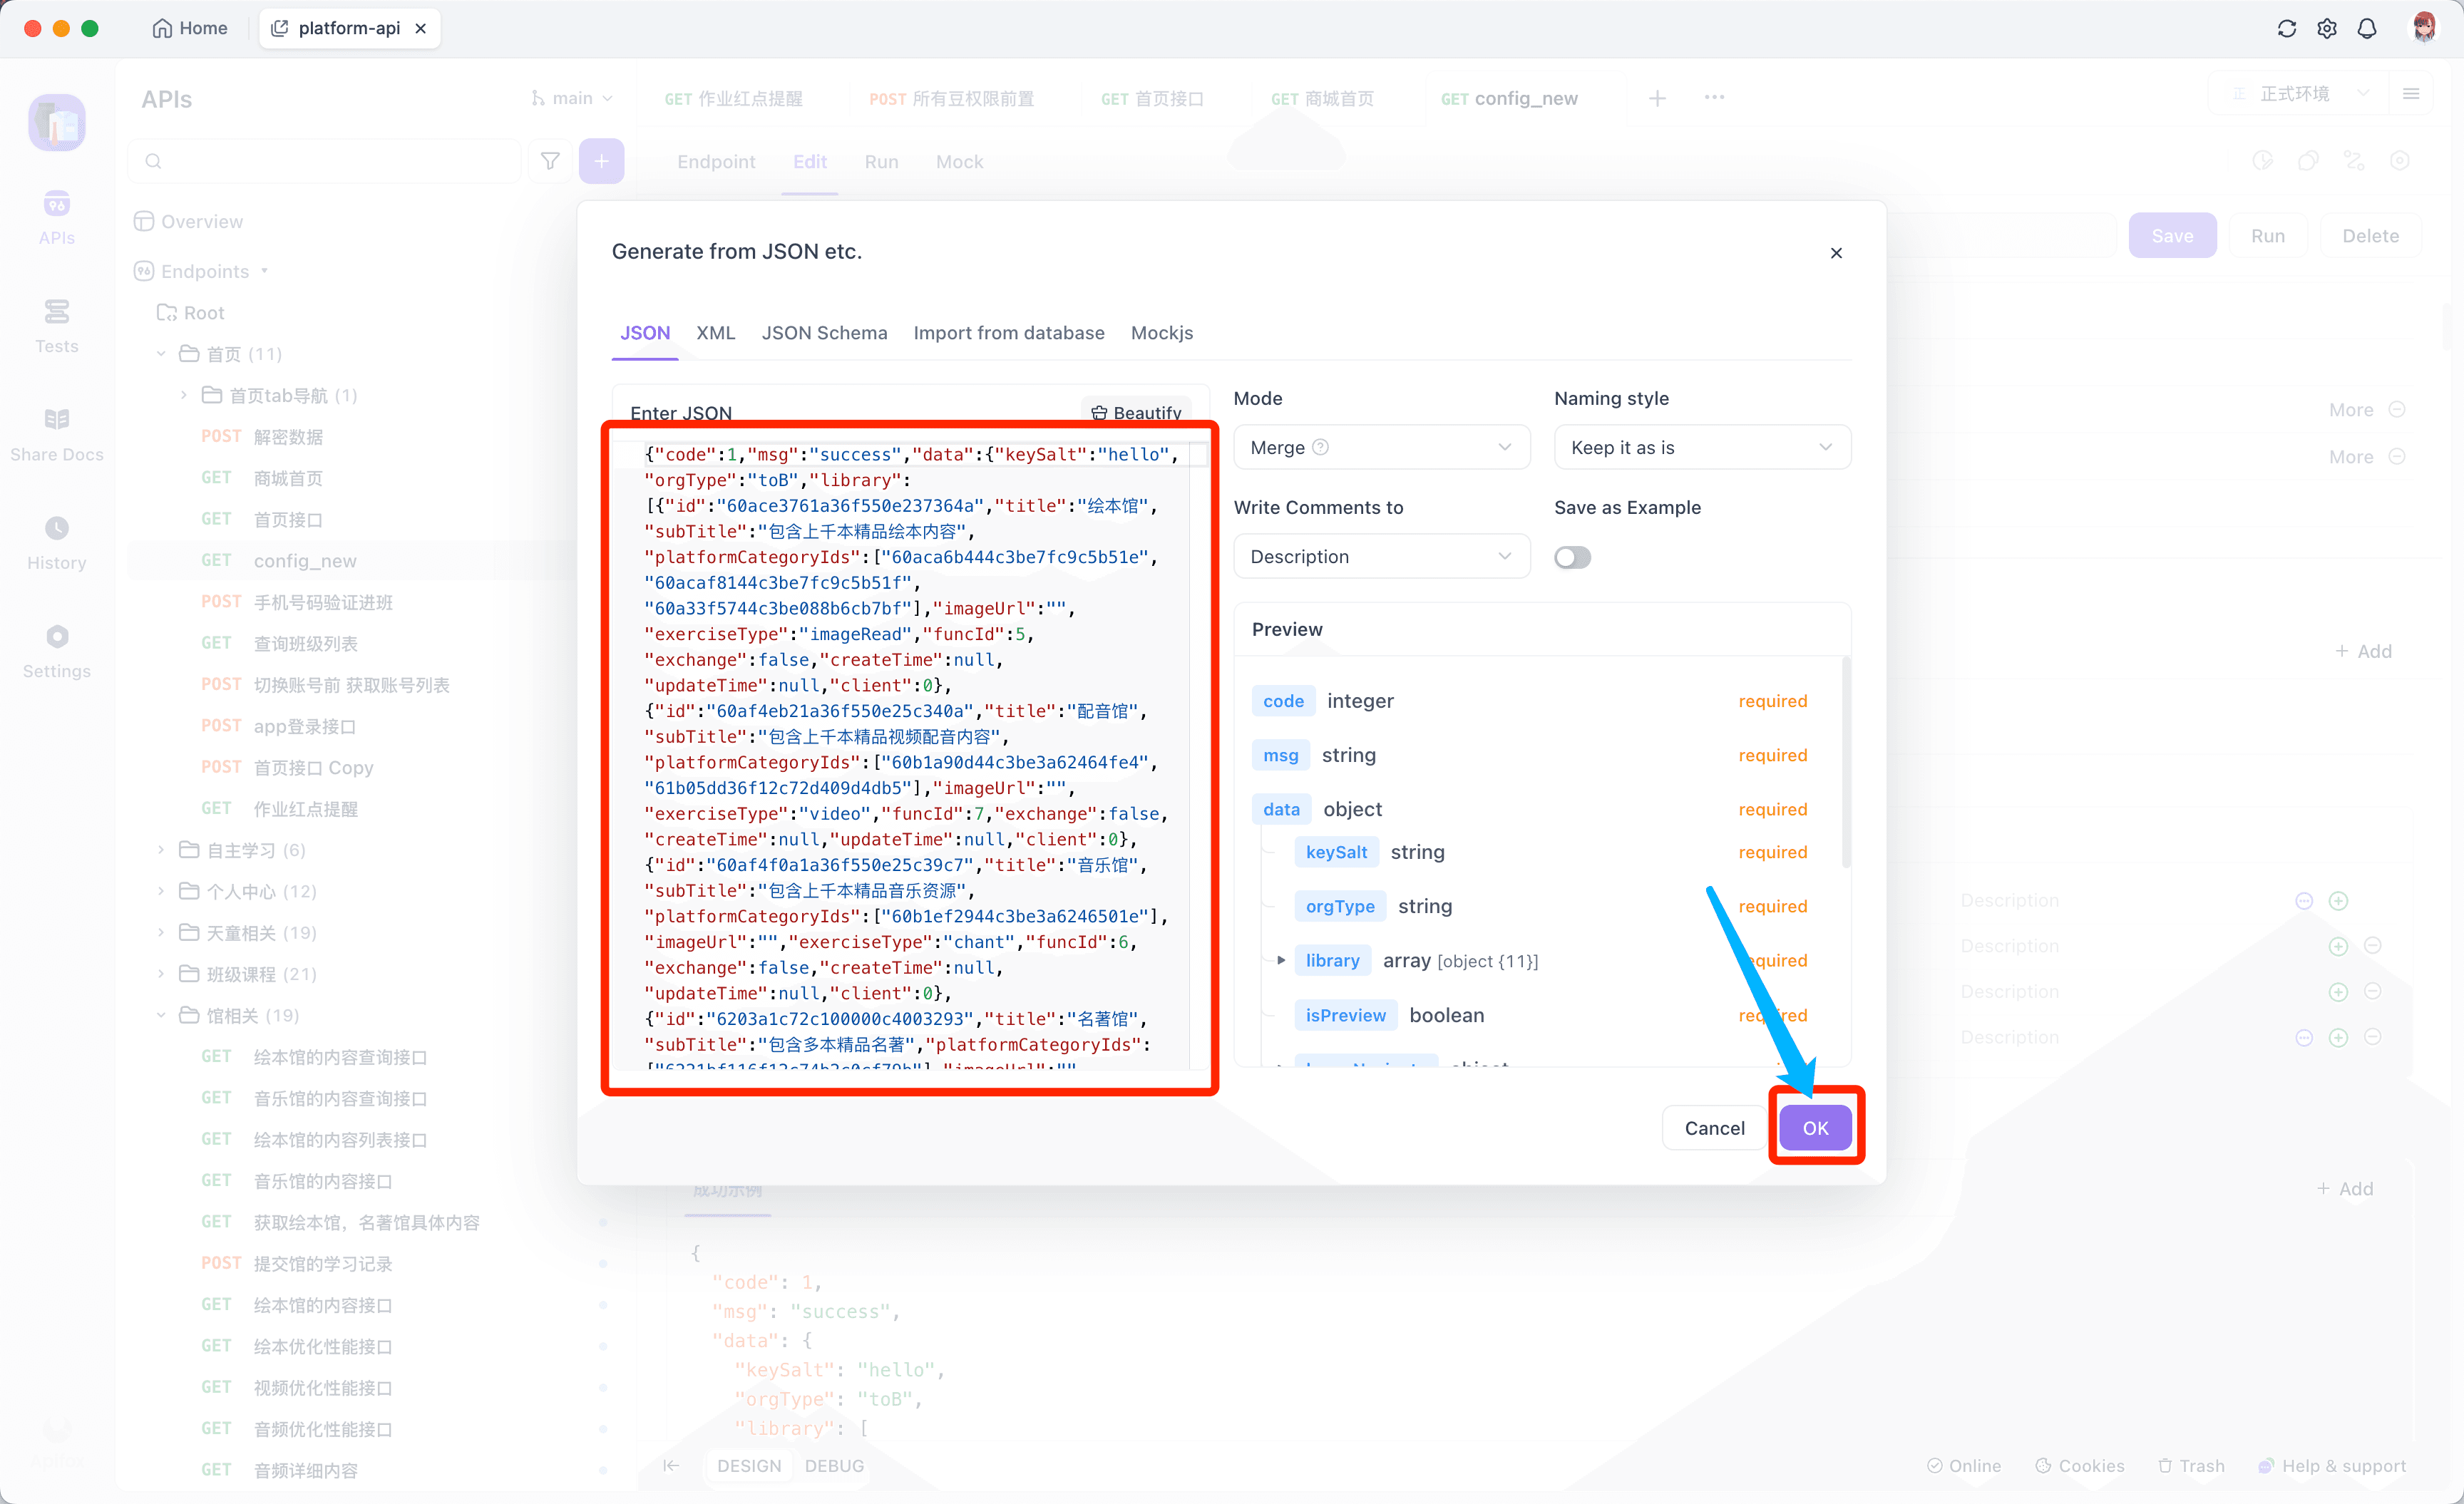 Home
platform-api
APIs
main
GET 作业红点提醒
POST 所有豆权限前置
GET 首页接口
GET 商城首页
GET config_new
正 正式环境
Endpoint
Edit
Run
Mock
APIs
Tests
Share Docs
History
Settings
Overview
Endpoints
Root
首页 (11)
首页tab导航 (1)
POST 解密数据
GET 商城首页
GET 首页接口
GET config_new
POST 手机号码验证进班
GET 查询班级列表
POST 切换账号前 获取账号列表
POST app登录接口
POST 首页接口 Copy
GET 作业红点提醒
自主学习 (6)
个人中心 (12)
天童相关 (19)
班级课程 (21)
馆相关 (19)
GET 绘本馆的内容查询接口
GET 音乐馆的内容查询接口
GET 绘本馆的内容列表接口
GET 音乐馆的内容接口
GET 获取绘本馆，名著馆具体内容
POST 提交馆的学习记录
GET 绘本馆的内容接口
GET 绘本优化性能接口
GET 视频优化性能接口
GET 音频优化性能接口
GET 音频详细内容
Save
Run
Delete
More
More
+ Add
Description
Description
Description
Description
+ Add
Generate from JSON etc.
JSON
XML
JSON Schema
Import from database
Mockjs
Enter JSON
Beautify
{"code":1,"msg":"success","data":{"keySalt":"hello",
"orgType":"toB","library":
[{"id":"60ace3761a36f550e237364a","title":"绘本馆",
"subTitle":"包含上千本精品绘本内容",
"platformCategoryIds":["60aca6b444c3be7fc9c5b51e",
"60acaf8144c3be7fc9c5b51f",
"60a33f5744c3be088b6cb7bf"],"imageUrl":"",
"exerciseType":"imageRead","funcId":5,
"exchange":false,"createTime":null,
"updateTime":null,"client":0},
{"id":"60af4eb21a36f550e25c340a","title":"配音馆",
"subTitle":"包含上千本精品视频配音内容",
"platformCategoryIds":["60b1a90d44c3be3a62464fe4",
"61b05dd36f12c72d409d4db5"],"imageUrl":"",
"exerciseType":"video","funcId":7,"exchange":false,
"createTime":null,"updateTime":null,"client":0},
{"id":"60af4f0a1a36f550e25c39c7","title":"音乐馆",
"subTitle":"包含上千本精品音乐资源",
"platformCategoryIds":["60b1ef2944c3be3a6246501e"],
"imageUrl":"","exerciseType":"chant","funcId":6,
"exchange":false,"createTime":null,
"updateTime":null,"client":0},
{"id":"6203a1c72c100000c4003293","title":"名著馆",
"subTitle":"包含多本精品名著","platformCategoryIds":
Mode
Merge
Naming style
Keep it as is
Write Comments to
Description
Save as Example
Preview
code integer required
msg string required
data object required
keySalt string required
orgType string required
library array [object {11}] required
isPreview boolean required
Cancel
OK
成功示例
{
"code": 1,
"msg": "success",
"data": {
"keySalt": "hello",
"orgType": "toB",
"library": [
DESIGN
DEBUG
Online
Cookies
Trash
Help & support